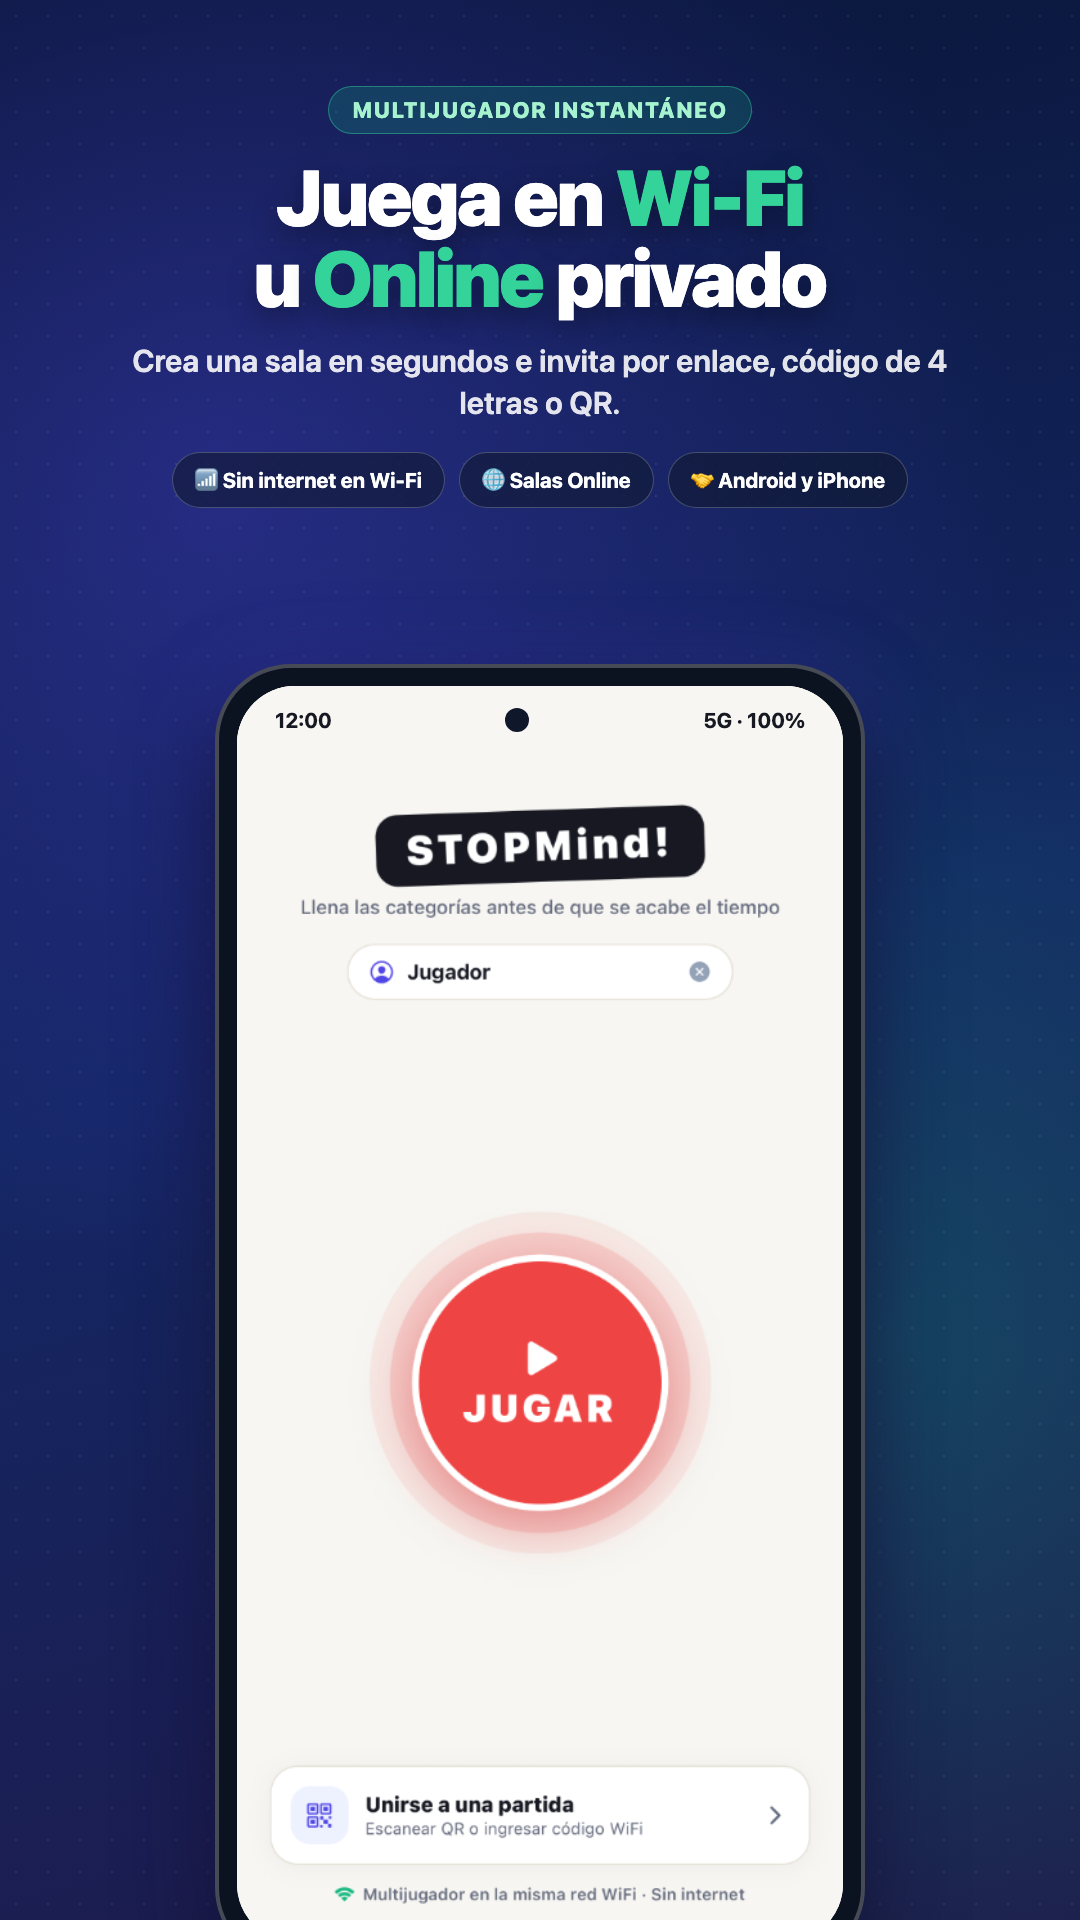 MULTIJUGADOR INSTANTÁNEO
Juega en Wi-Fi
u Online privado
Crea una sala en segundos e invita por enlace, código de 4
letras o QR.
Sin internet en Wi-Fi
Salas Online
Android y iPhone
12:00
5G · 100%
STOPMind!
Llena las categorías antes de que se acabe el tiempo
Jugador
JUGAR
Unirse a una partida
Escanear QR o ingresar código WiFi
Multijugador en la misma red WiFi · Sin internet